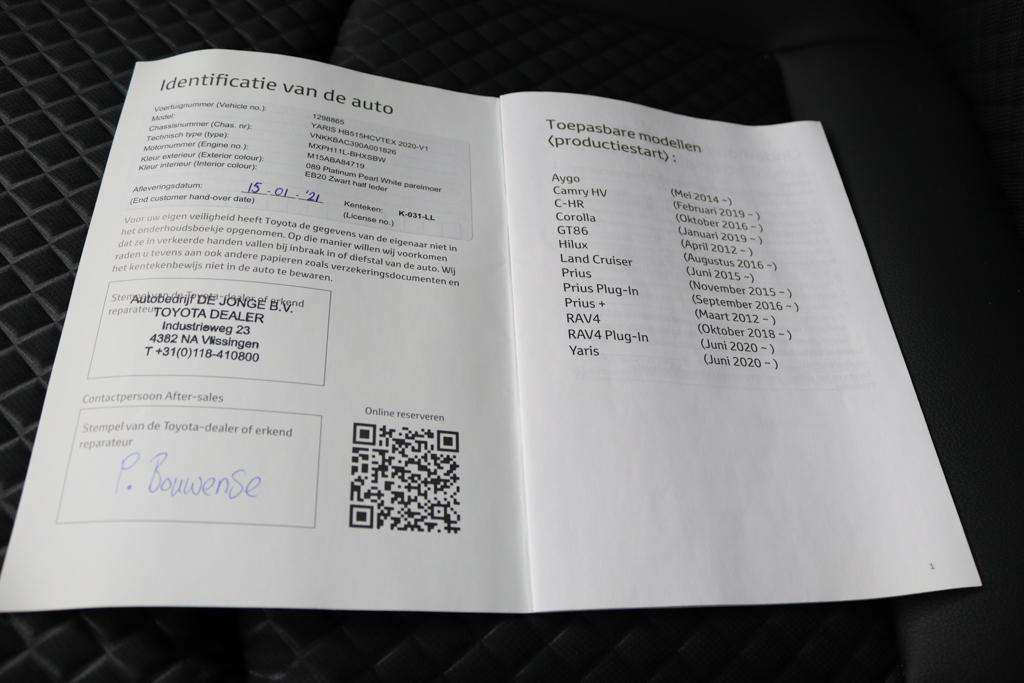 Identificatie van de auto
Voertuignummer (Vehicle no.): 1298865
Model: YARIS HB515HCVTEX 2020-V1
Chassisnummer (Chas. nr): VNKKBAC390A001826
Technisch type (type): MXPH11L-BHXSBW
Motornummer (Engine no.): M15ABA84719
Kleur exterieur (Exterior colour): 089 Platinum Pearl White parelmoer
Kleur interieur (Interior colour): EB20 Zwart half leder
Afleveringsdatum: 15 - 01 - '21
(End customer hand-over date)
Kenteken: K-031-LL
(License no.)
Voor uw eigen veiligheid heeft Toyota de gegevens van de eigenaar niet in
het onderhoudsboekje opgenomen. Op die manier willen wij voorkomen
dat ze in verkeerde handen vallen bij inbraak in of diefstal van de auto. Wij
raden u tevens aan ook andere papieren zoals verzekeringsdocumenten en
het kentekenbewijs niet in de auto te bewaren.
Stempel van de Toyota-dealer of erkend
reparateur
Autobedrijf DE JONGE B.V.
TOYOTA DEALER
Industrieweg 23
4382 NA Vlissingen
T +31(0)118-410800
Contactpersoon After-sales
Stempel van de Toyota-dealer of erkend
reparateur
P. Bouwense
Online reserveren
Toepasbare modellen
(productiestart):
Aygo (Mei 2014 ~)
Camry HV (Februari 2019 ~)
C-HR (Oktober 2016 ~)
Corolla (Januari 2019 ~)
GT86 (April 2012 ~)
Hilux (Augustus 2016 ~)
Land Cruiser (Juni 2015 ~)
Prius (November 2015 ~)
Prius Plug-In (September 2016 ~)
Prius + (Maart 2012 ~)
RAV4 (Oktober 2018 ~)
RAV4 Plug-In (Juni 2020 ~)
Yaris (Juni 2020 ~)
1